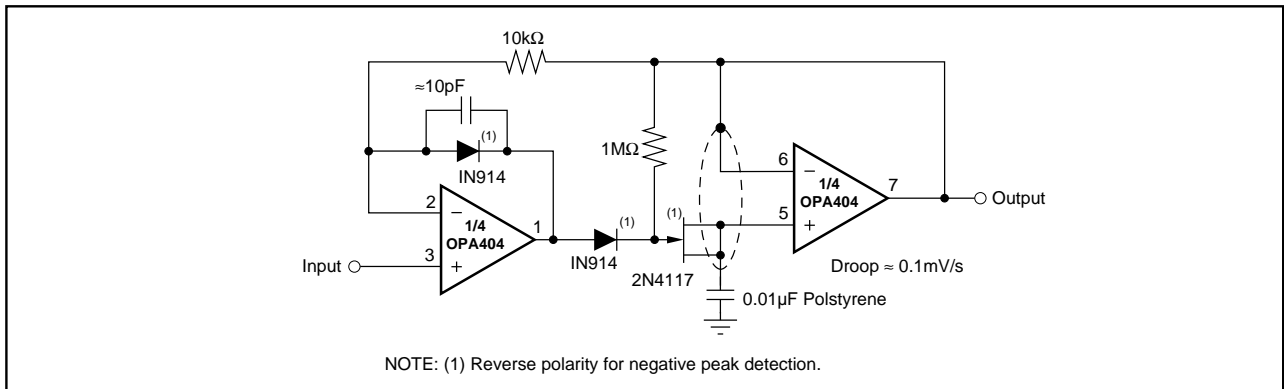 10kΩ
≈10pF
(1)
IN914
1MΩ
2
3
–
+
1/4
OPA404
1
Input
(1)
IN914
(1)
2N4117
6
5
–
+
1/4
OPA404
7
Output
Droop ≈ 0.1mV/s
0.01µF Polstyrene
NOTE: (1) Reverse polarity for negative peak detection.